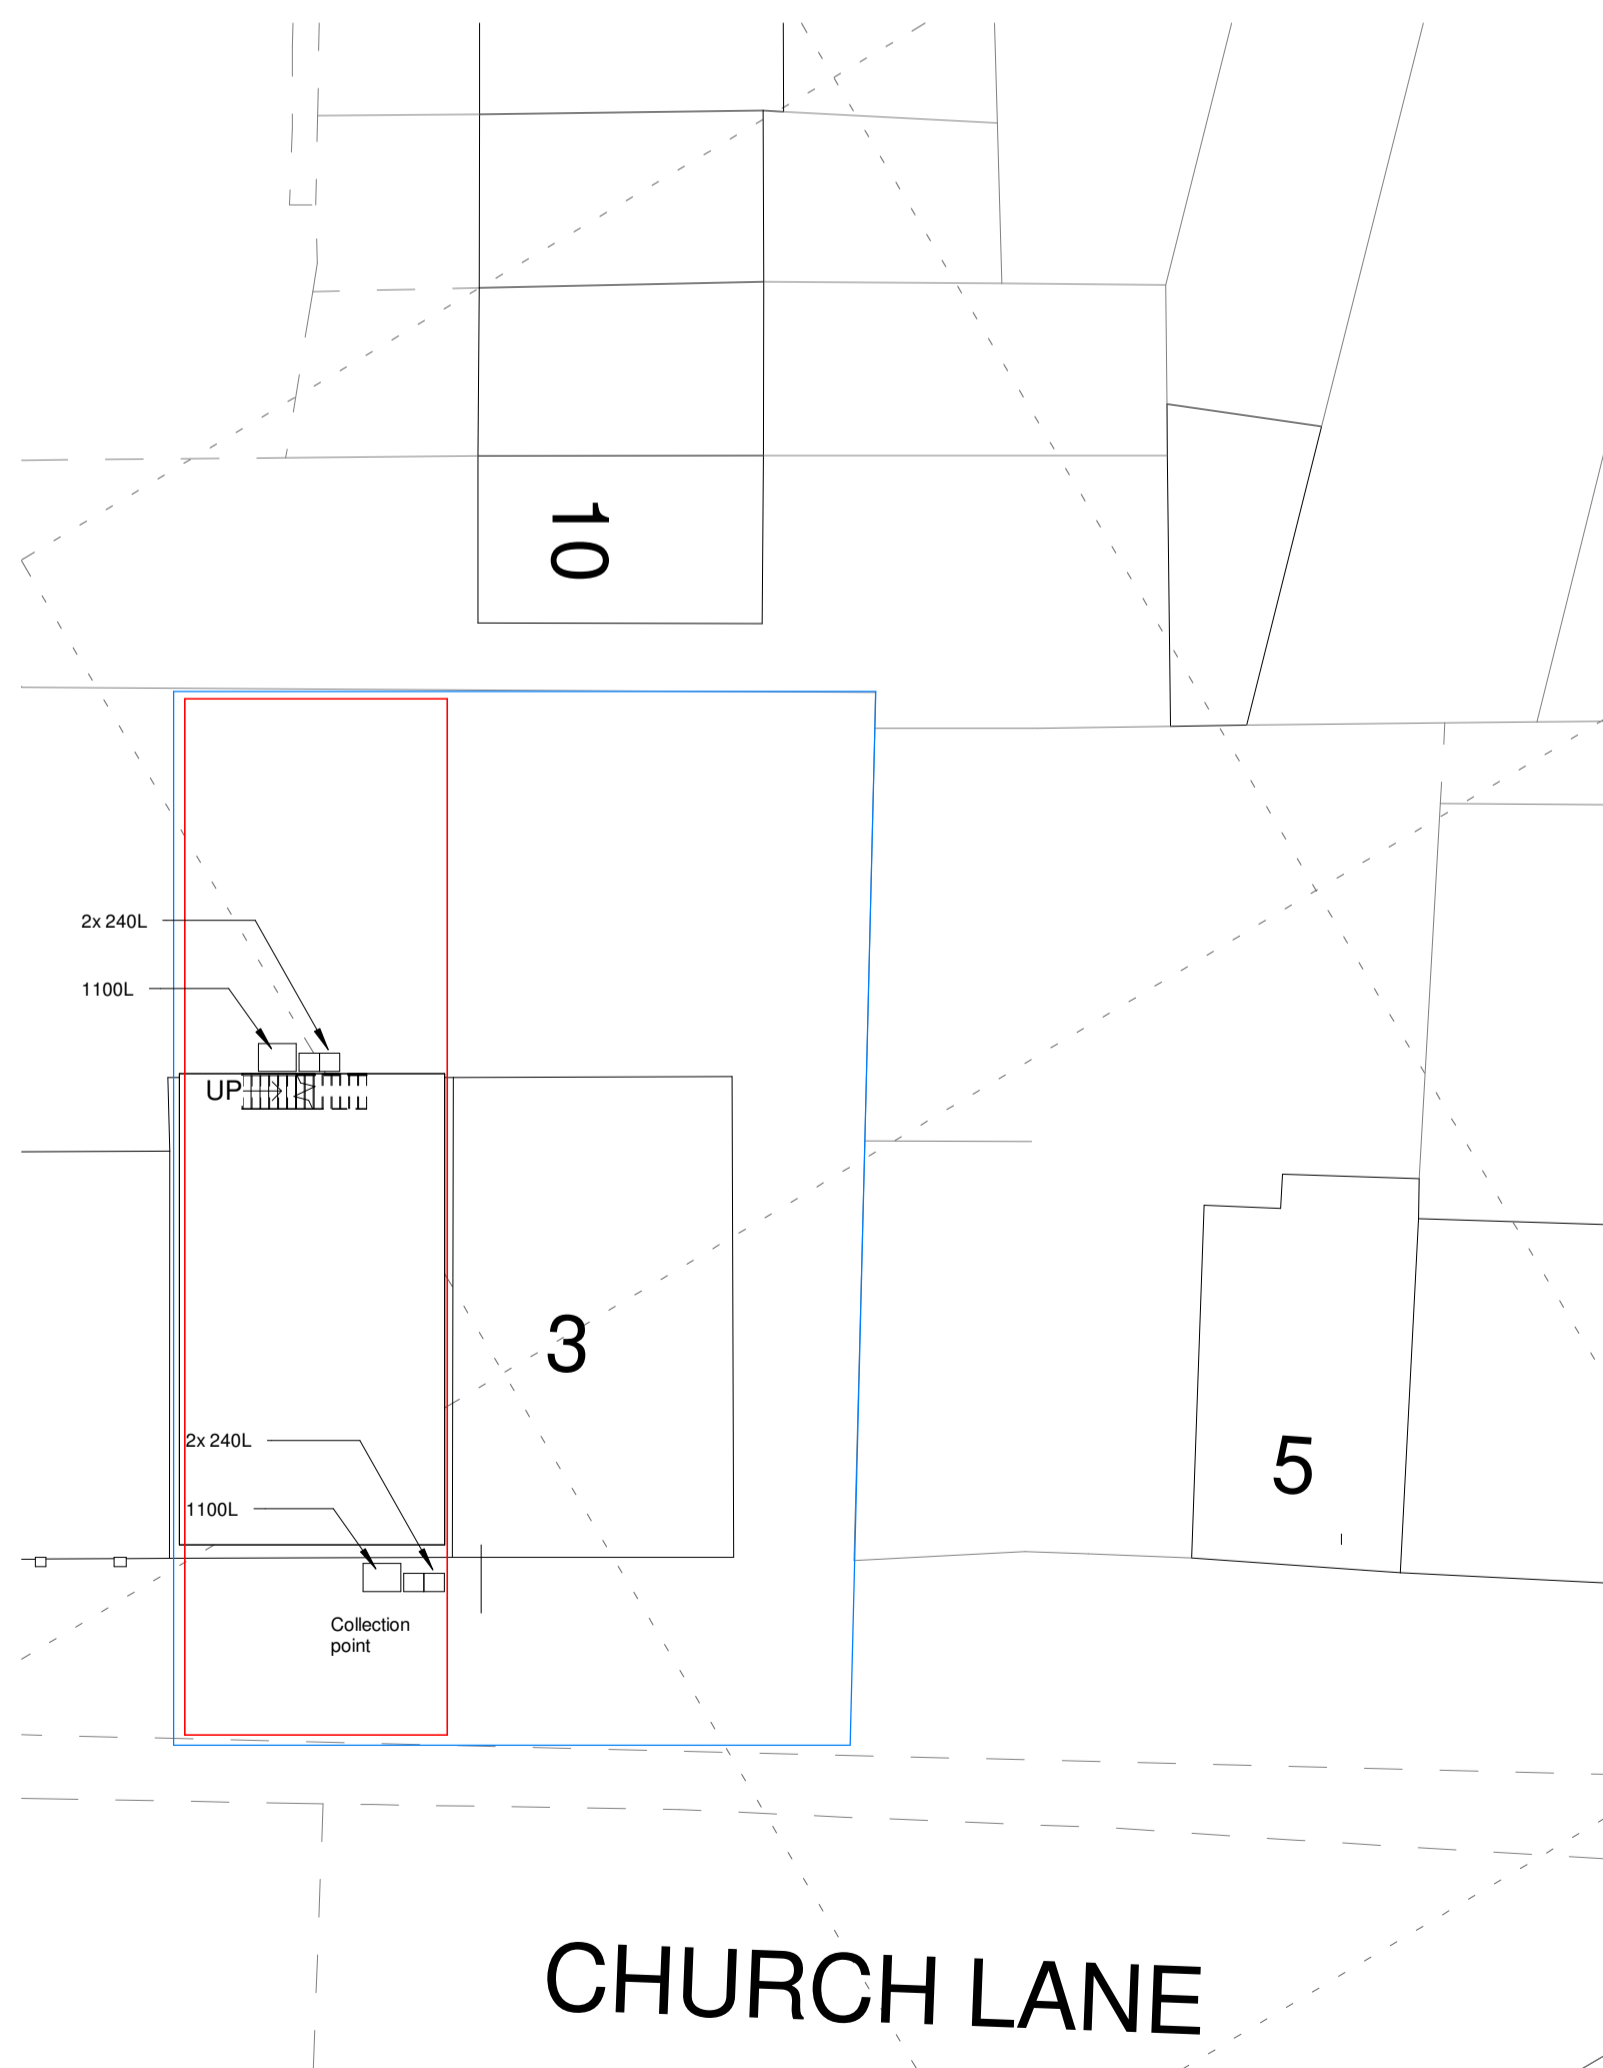 10
2x 240L
1100L
UP
3
2x 240L
5
1100L
Collection
point
CHURCH LANE